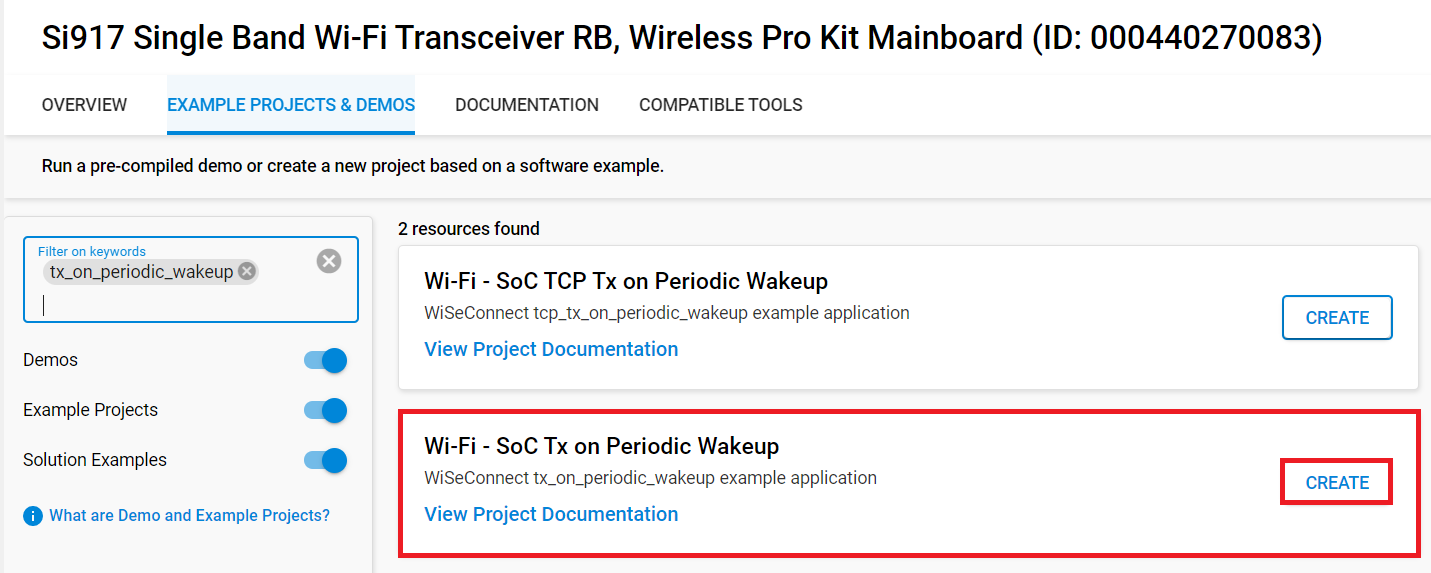 Si917 Single Band Wi-Fi Transceiver RB, Wireless Pro Kit Mainboard (ID: 000440270083)
OVERVIEW
EXAMPLE PROJECTS & DEMOS
DOCUMENTATION
COMPATIBLE TOOLS
Run a pre-compiled demo or create a new project based on a software example.
Filter on keywords
tx_on_periodic_wakeup
Demos
Example Projects
Solution Examples
What are Demo and Example Projects?
2 resources found
Wi-Fi - SoC TCP Tx on Periodic Wakeup
WiSeConnect tcp_tx_on_periodic_wakeup example application
View Project Documentation
CREATE
Wi-Fi - SoC Tx on Periodic Wakeup
WiSeConnect tx_on_periodic_wakeup example application
View Project Documentation
CREATE